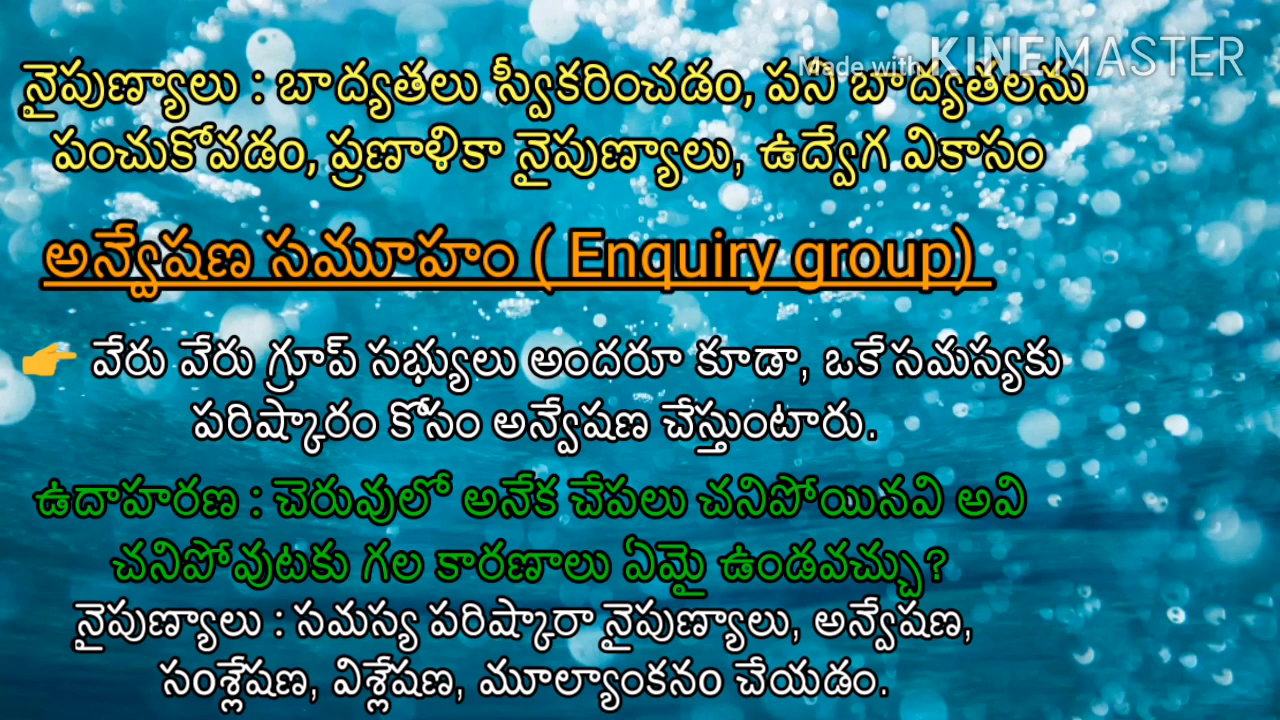 Made with KINEMASTER
నైపుణ్యాలు : బాద్యతలు స్వీకరించడం, పని బాద్యతలను
పంచుకోవడం, ప్రణాళికా నైపుణ్యాలు, ఉద్వేగ వికాసం
అన్వేషణ సమూహం ( Enquiry group)
👉 వేరు వేరు గ్రూప్ సభ్యులు అందరూ కూడా, ఒకే సమస్యకు
పరిష్కారం కోసం అన్వేషణ చేస్తుంటారు.
ఉదాహరణ : చెరువులో అనేక చేపలు చనిపోయినవి అవి
చనిపోవుటకు గల కారణాలు ఏమై ఉండవచ్చు?
నైపుణ్యాలు : సమస్య పరిష్కారా నైపుణ్యాలు, అన్వేషణ,
సంశ్లేషణ, విశ్లేషణ, మూల్యాంకనం చేయడం.